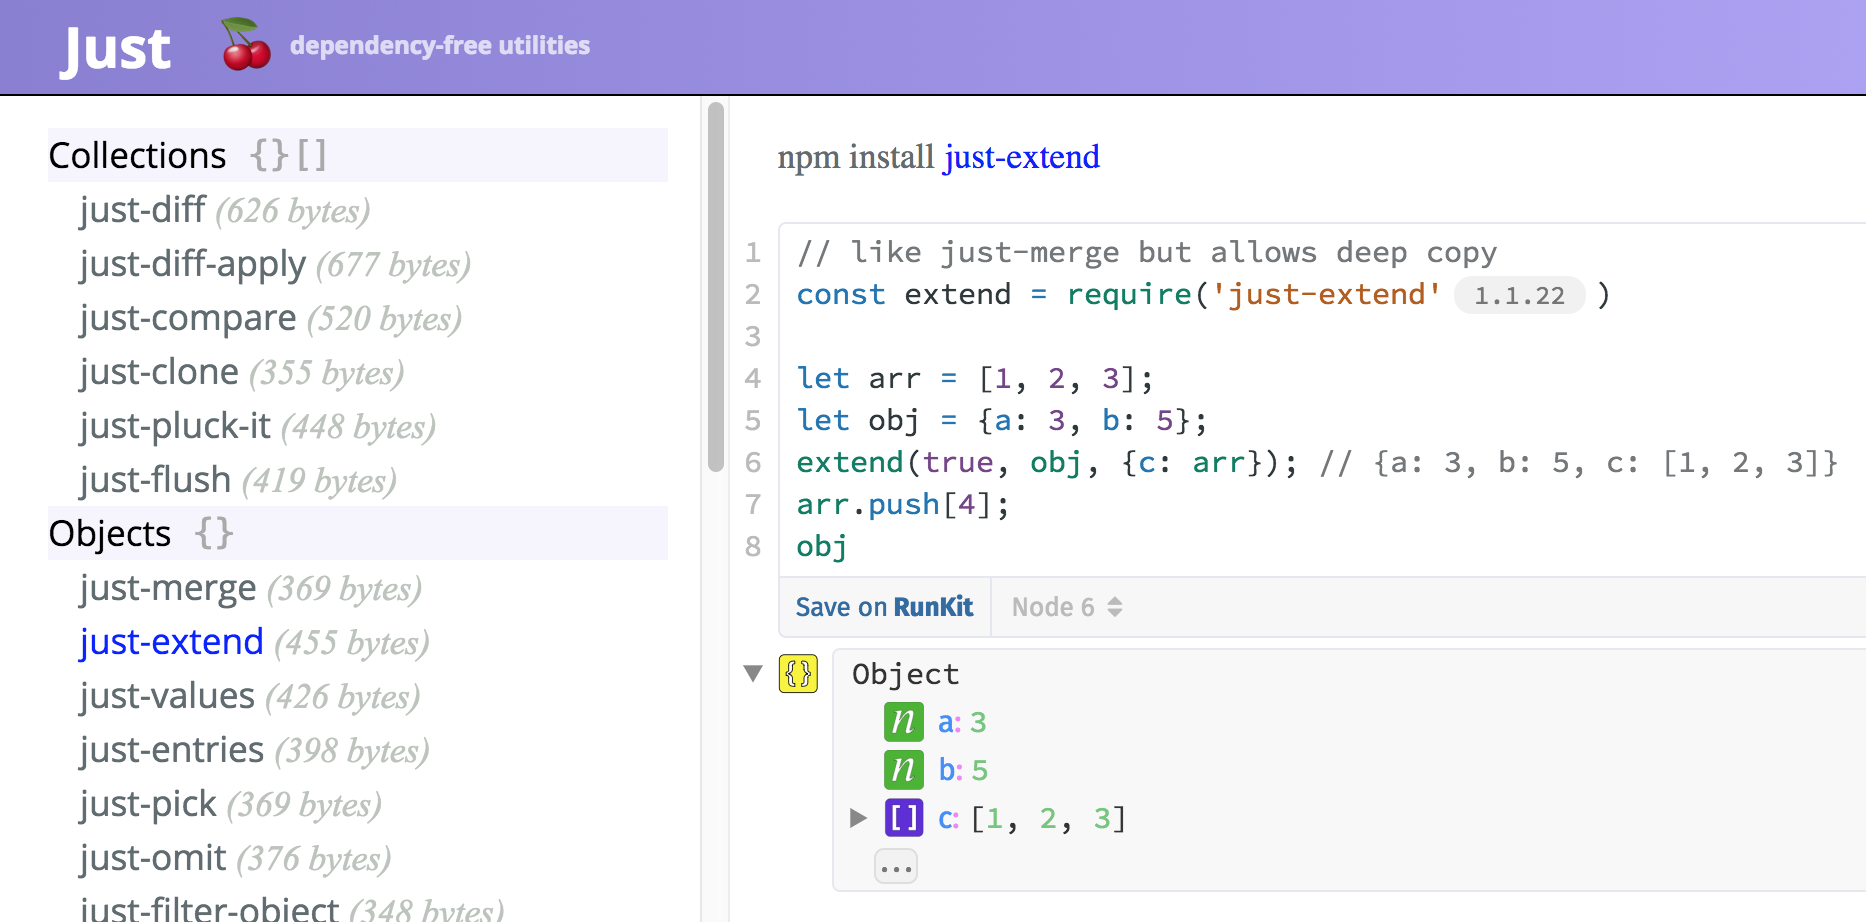 Just dependency-free utilities
Collections {}[]
just-diff (626 bytes)
just-diff-apply (677 bytes)
just-compare (520 bytes)
just-clone (355 bytes)
just-pluck-it (448 bytes)
just-flush (419 bytes)
Objects {}
just-merge (369 bytes)
just-extend (455 bytes)
just-values (426 bytes)
just-entries (398 bytes)
just-pick (369 bytes)
just-omit (376 bytes)
just-filter-object (348 bytes)
npm install just-extend
1 // like just-merge but allows deep copy
2 const extend = require('just-extend' 1.1.22 )
3
4 let arr = [1, 2, 3];
5 let obj = {a: 3, b: 5};
6 extend(true, obj, {c: arr}); // {a: 3, b: 5, c: [1, 2, 3]}
7 arr.push[4];
8 obj
Save on RunKit Node 6
{} Object
n a: 3
n b: 5
[] c: [1, 2, 3]
...